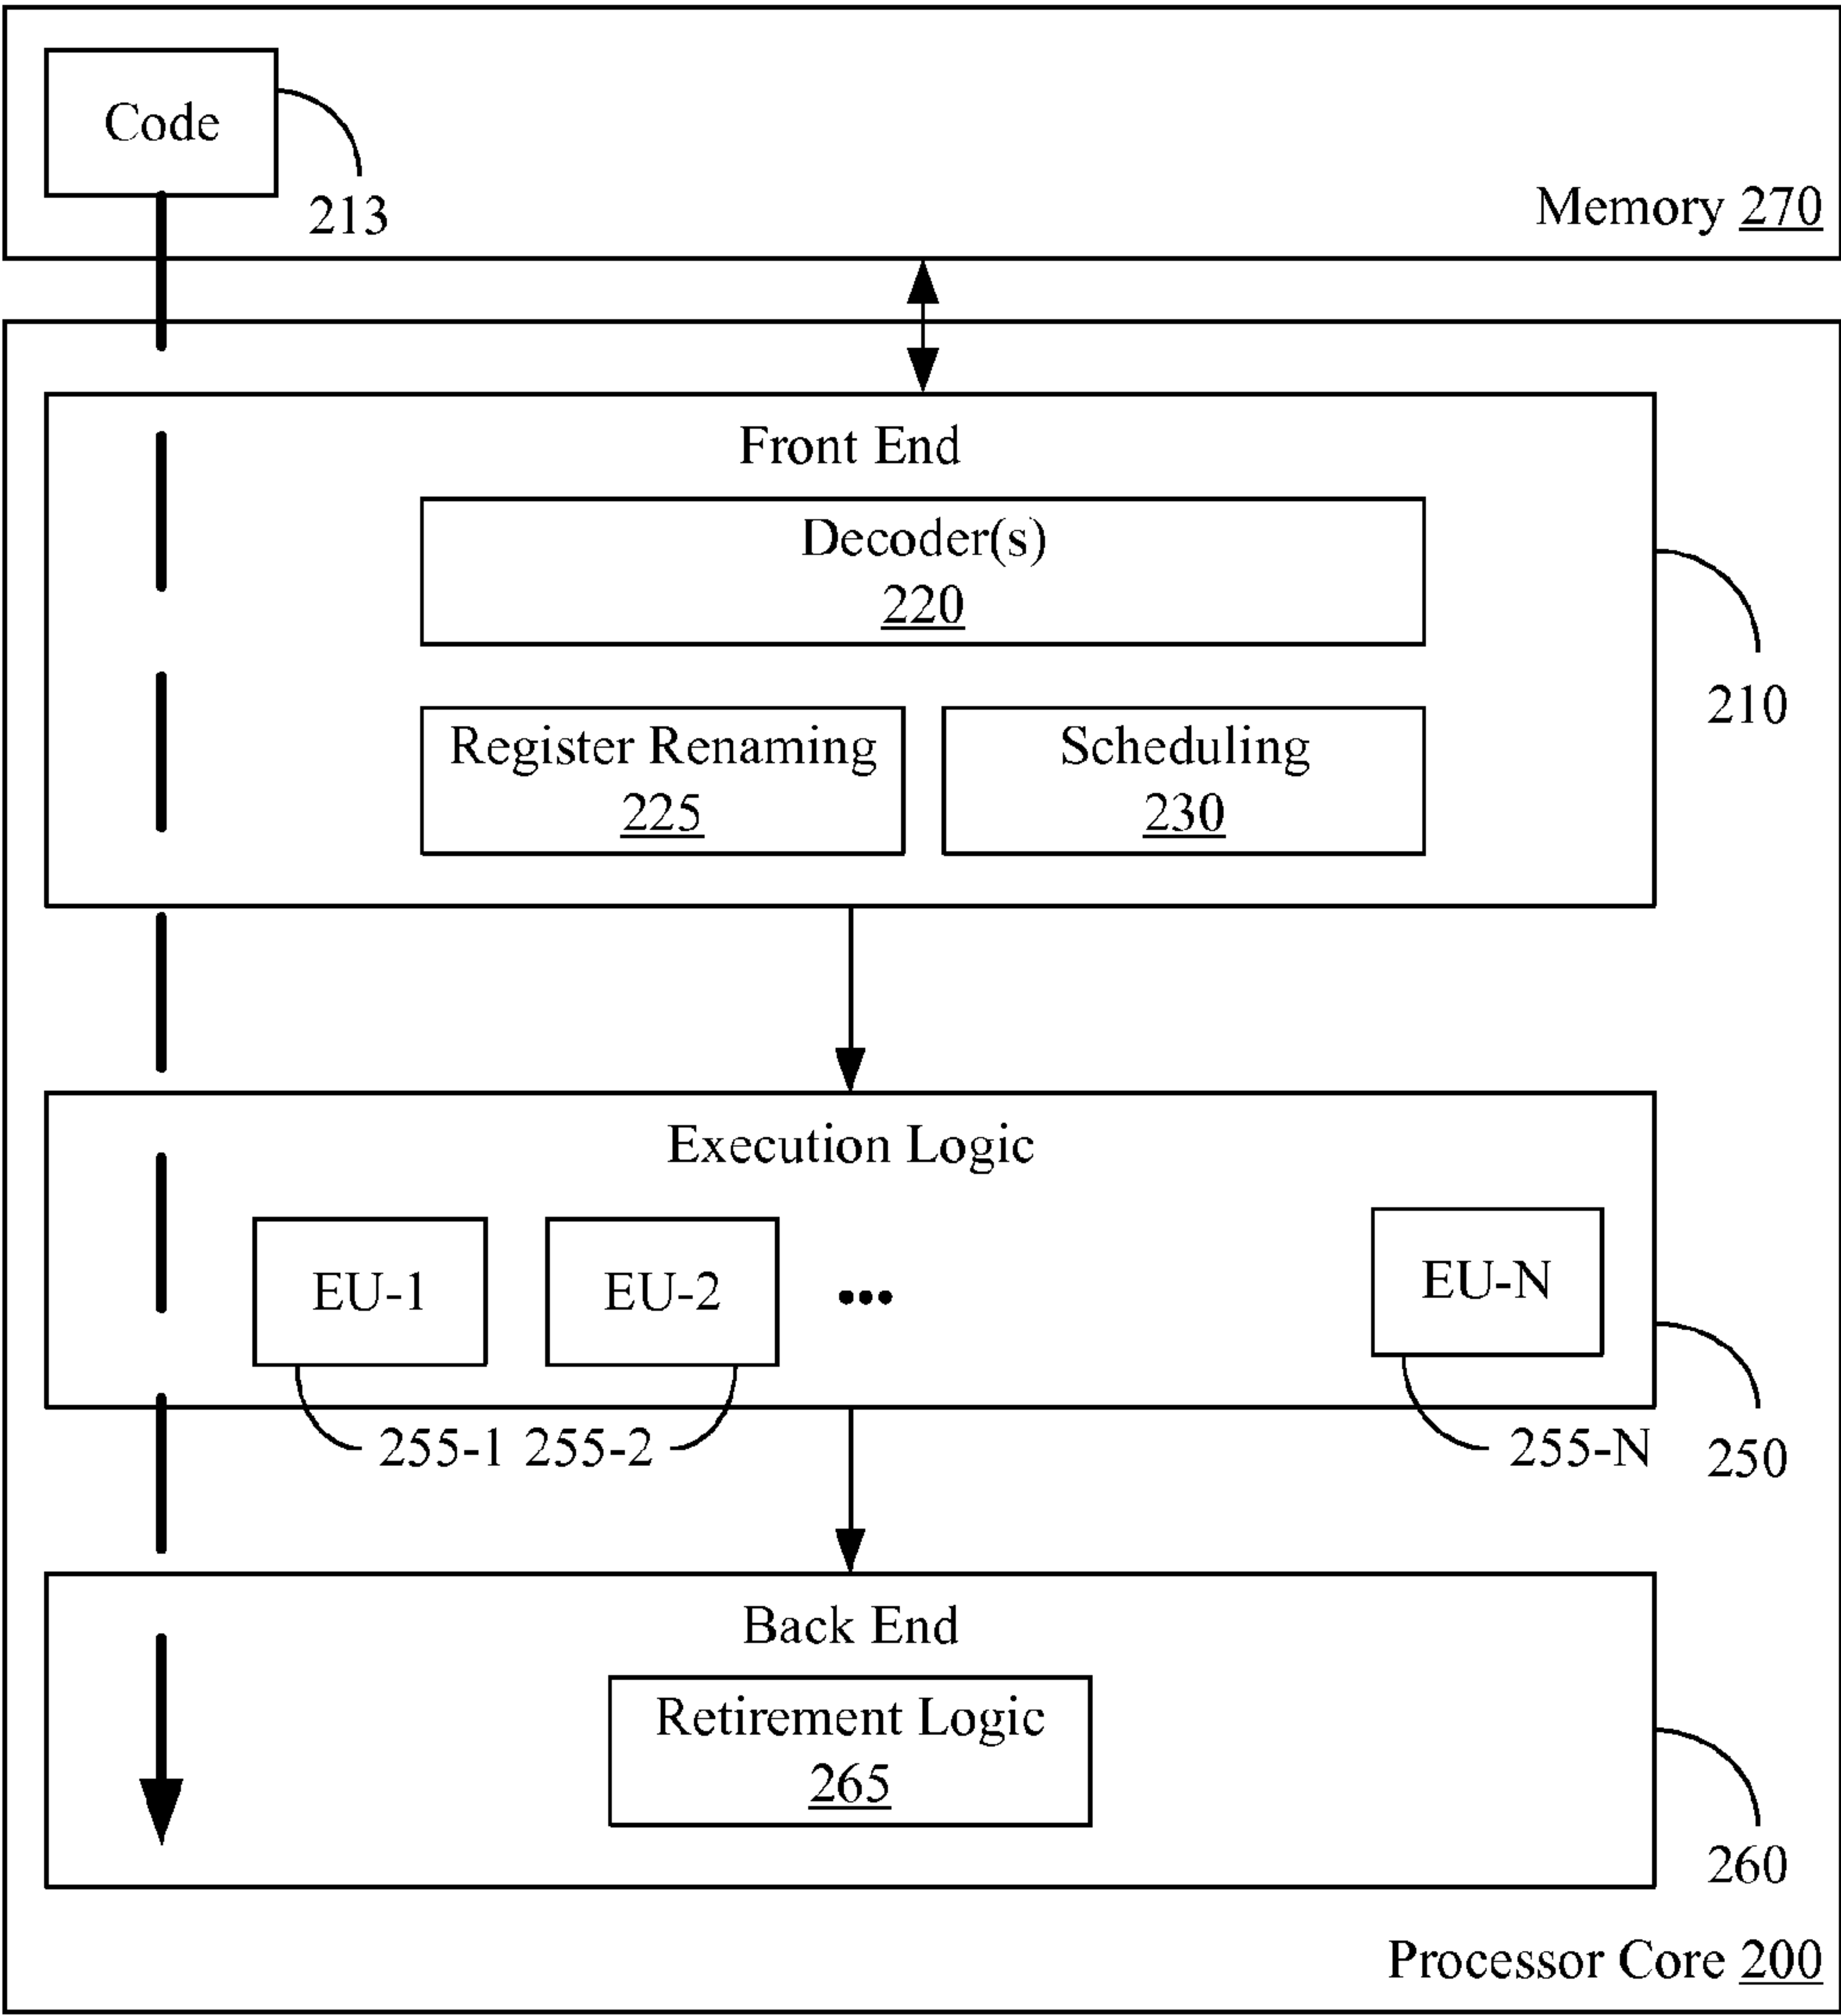 Code
213
Memory 270
Front End
Decoder(s)
220
210
Register Renaming
225
Scheduling
230
Execution Logic
EU-1
EU-2
•••
EU-N
255-1 255-2
255-N
250
Back End
Retirement Logic
265
260
Processor Core 200